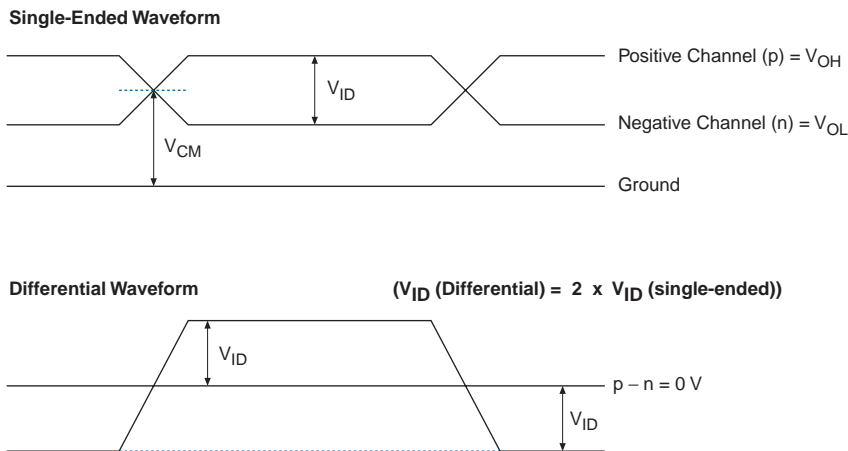 Single-Ended Waveform
Positive Channel (p) = VOH
VID
Negative Channel (n) = VOL
VCM
Ground
Differential Waveform
(VID (Differential) = 2 x VID (single-ended))
VID
p – n = 0 V
VID